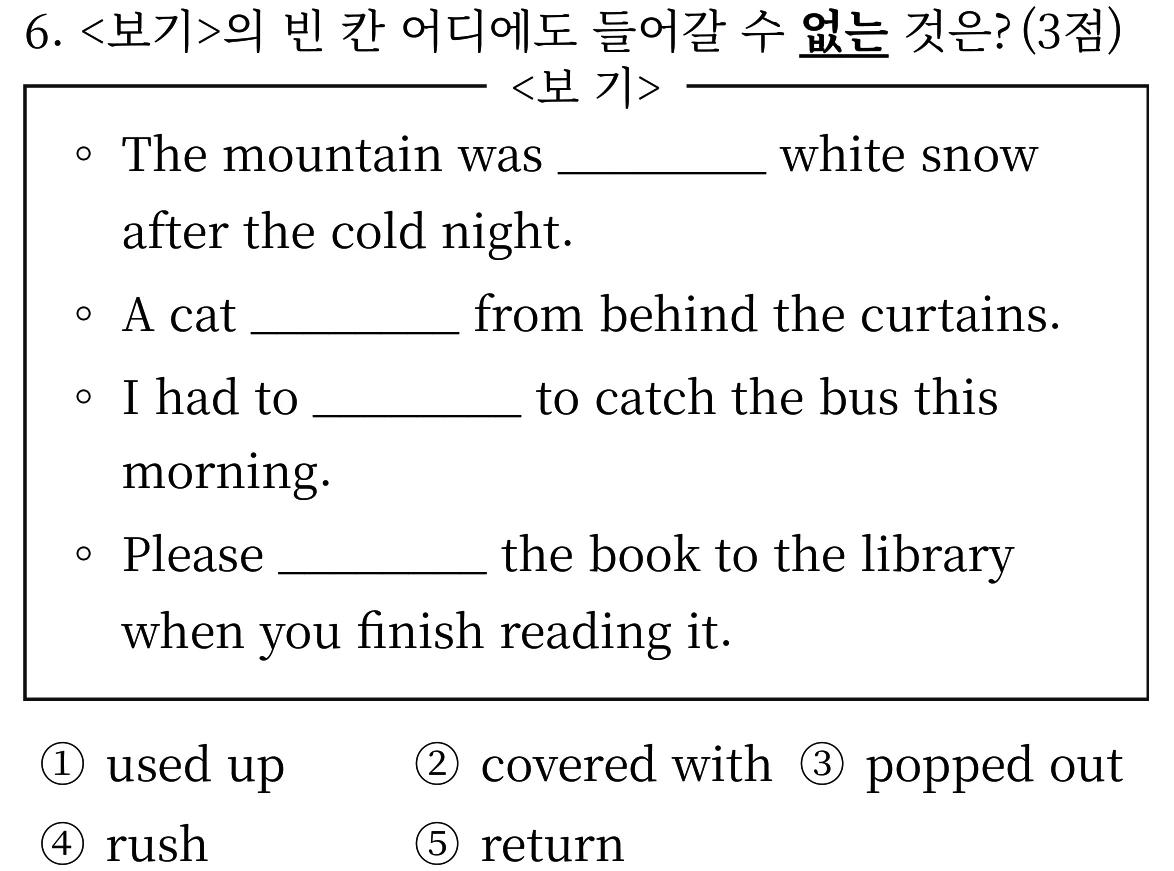 6. <보기>의 빈 칸 어디에도 들어갈 수 없는 것은? (3점)
<보 기>
◦ The mountain was ________ white snow
after the cold night.
◦ A cat ________ from behind the curtains.
◦ I had to ________ to catch the bus this
morning.
◦ Please ________ the book to the library
when you finish reading it.
① used up ② covered with ③ popped out
④ rush ⑤ return